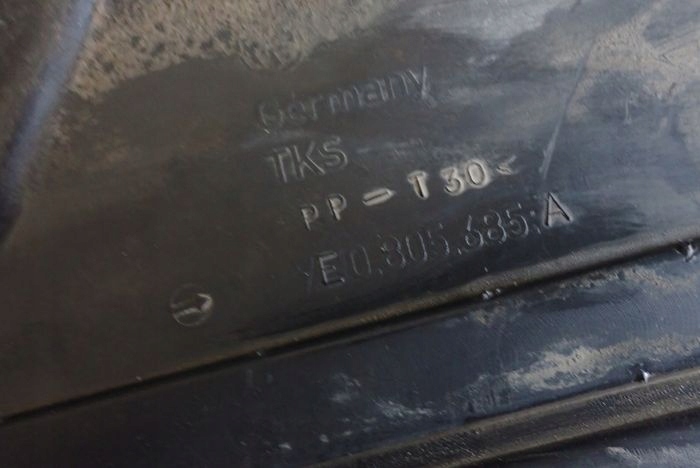 Germany
TKS
PP-T30<
7E0.805.685.A